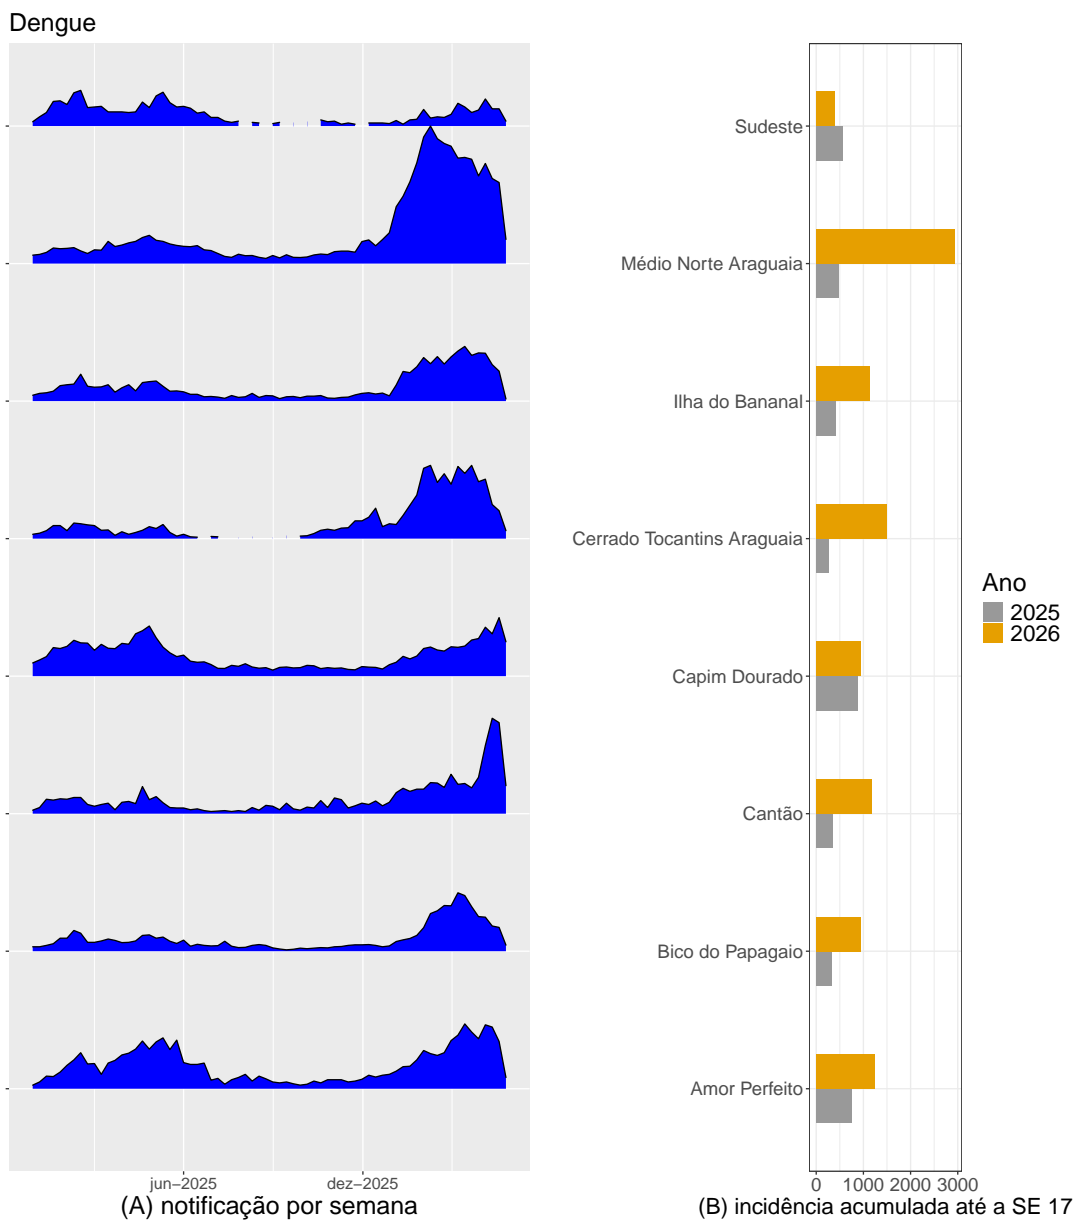 Dengue
Sudeste
Médio Norte Araguaia
Ilha do Bananal
Cerrado Tocantins Araguaia
Capim Dourado
Cantão
Bico do Papagaio
Amor Perfeito
jun−2025
dez−2025
(A) notificação por semana
0 1000 2000 3000
(B) incidência acumulada até a SE 17
Ano
2025
2026